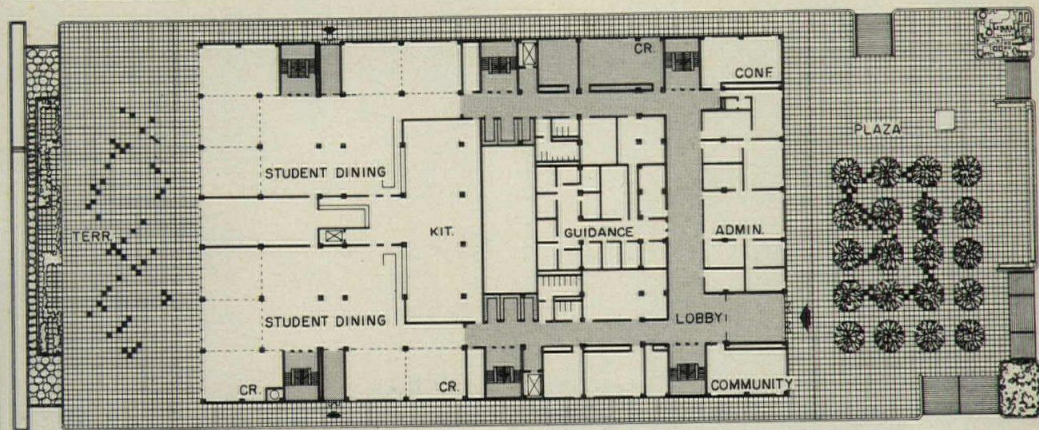 CR.
CONF.
PLAZA
STUDENT DINING
TERR.
KIT.
GUIDANCE
ADMIN.
STUDENT DINING
LOBBY
CR.
CR.
COMMUNITY